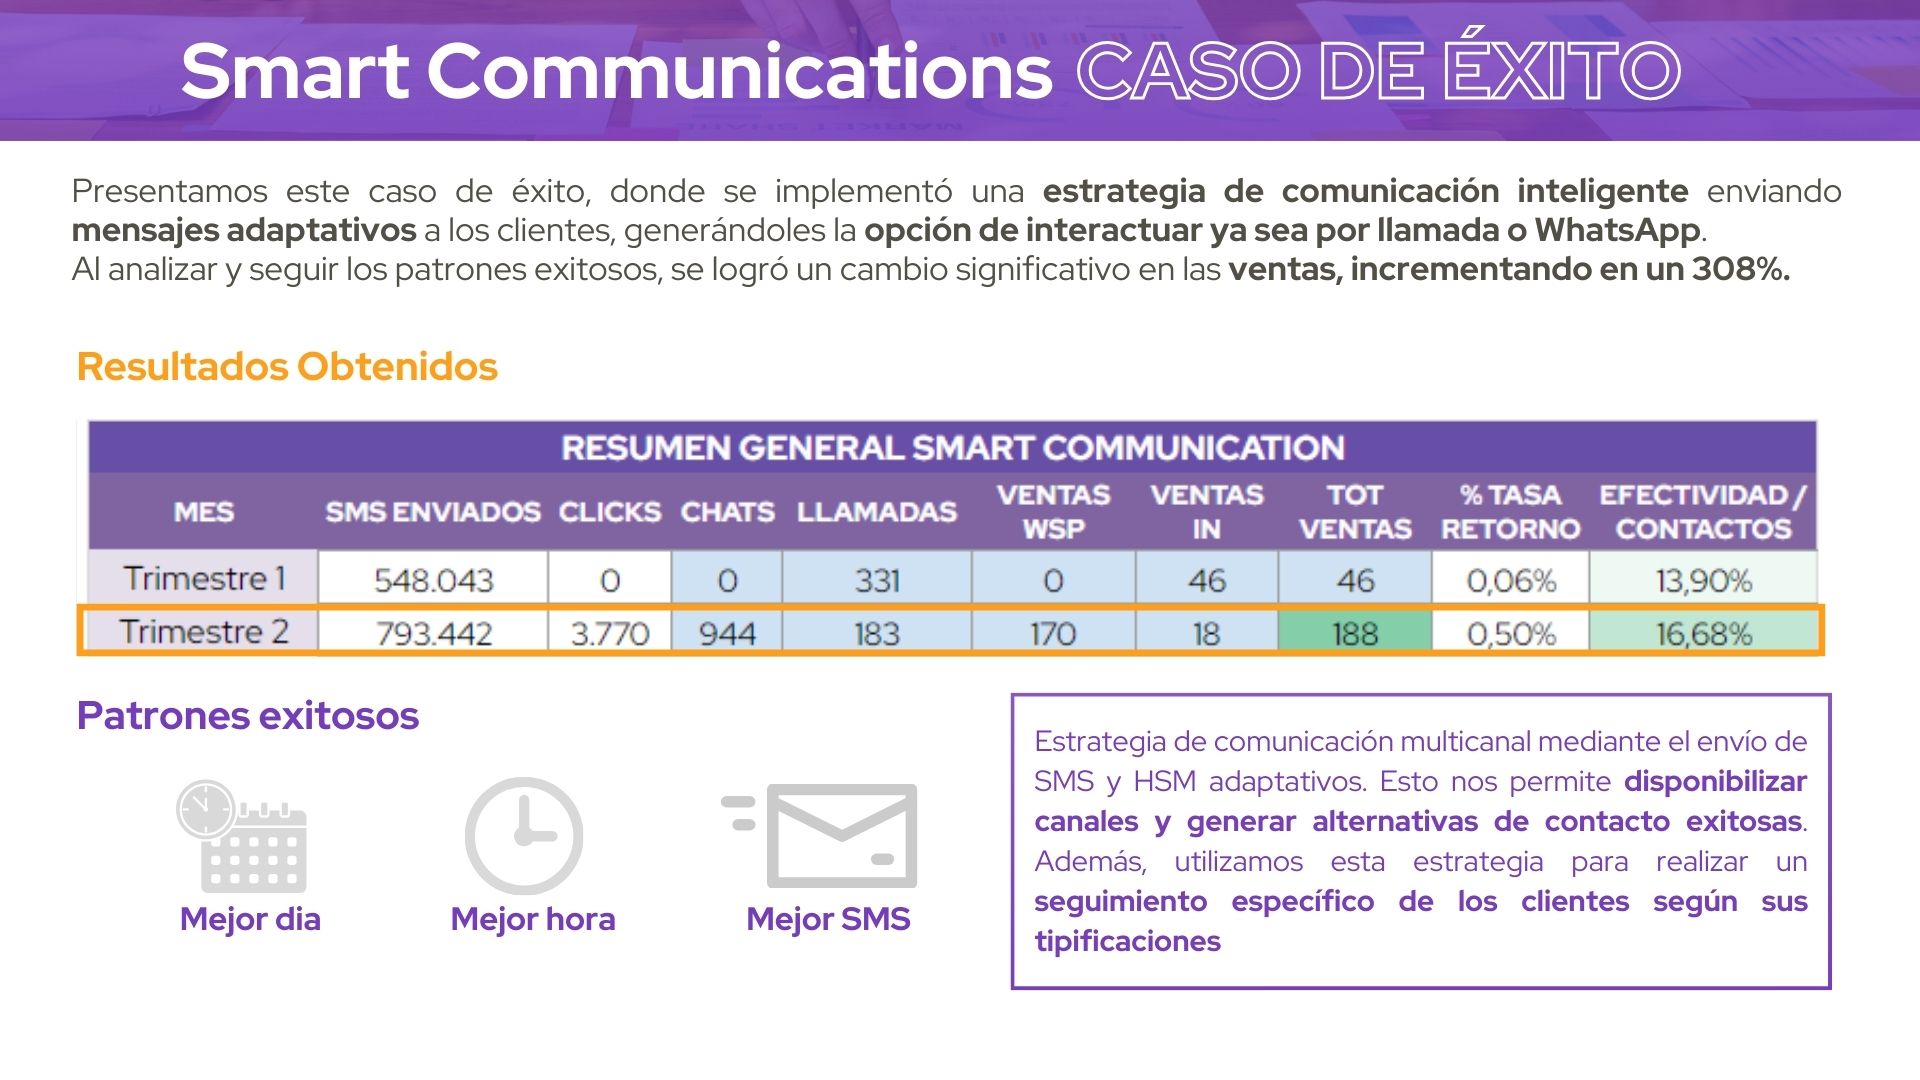 Smart Communications CASO DE ÉXITO
MARKET SHARE
Presentamos este caso de éxito, donde se implementó una estrategia de comunicación inteligente enviando
mensajes adaptativos a los clientes, generándoles la opción de interactuar ya sea por llamada o WhatsApp.
Al analizar y seguir los patrones exitosos, se logró un cambio significativo en las ventas, incrementando en un 308%.
Resultados Obtenidos
RESUMEN GENERAL SMART COMMUNICATION
MES SMS ENVIADOS CLICKS CHATS LLAMADAS VENTAS WSP VENTAS IN TOT VENTAS % TASA RETORNO EFECTIVIDAD / CONTACTOS
Trimestre 1 548.043 0 0 331 0 46 46 0,06% 13,90%
Trimestre 2 793.442 3.770 944 183 170 18 188 0,50% 16,68%
Patrones exitosos
Mejor dia
Mejor hora
Mejor SMS
Estrategia de comunicación multicanal mediante el envío de
SMS y HSM adaptativos. Esto nos permite disponibilizar
canales y generar alternativas de contacto exitosas.
Además, utilizamos esta estrategia para realizar un
seguimiento específico de los clientes según sus
tipificaciones